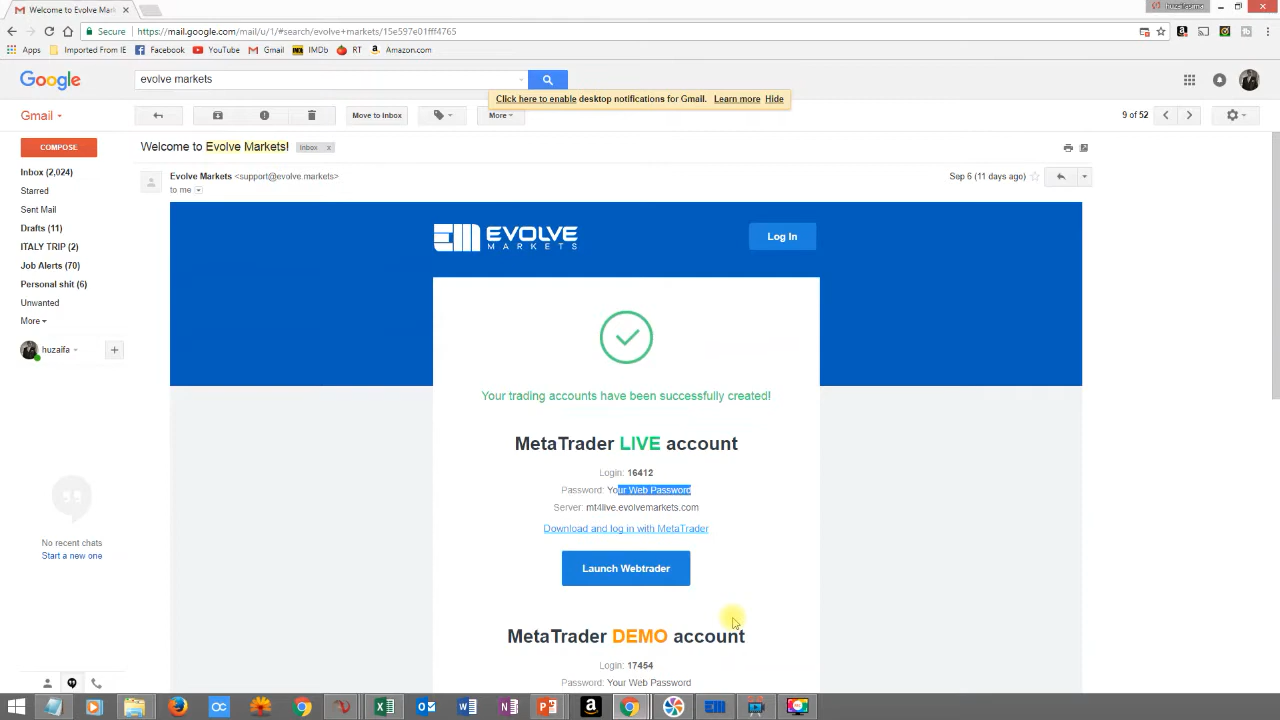 Welcome to Evolve Mark
huzaifasama
Secure
https://mail.google.com/mail/u/1/#search/evolve+markets/15e597e01fff4765
Apps
Imported From IE
Facebook
YouTube
Gmail
IMDb
RT
Amazon.com
Google
evolve markets
Click here to enable desktop notifications for Gmail. Learn more Hide
Gmail
Move to Inbox
More
9 of 52
COMPOSE
Welcome to Evolve Markets!
Inbox x
Inbox (2,024)
Starred
Sent Mail
Drafts (11)
ITALY TRIP (2)
Job Alerts (70)
Personal shit (6)
Unwanted
More
huzaifa
No recent chats
Start a new one
Evolve Markets <support@evolve.markets>
Sep 6 (11 days ago)
to me
EVOLVE
MARKETS
Log In
Your trading accounts have been successfully created!
MetaTrader LIVE account
Login: 16412
Password: Your Web Password
Server: mt4live.evolvemarkets.com
Download and log in with MetaTrader
Launch Webtrader
MetaTrader DEMO account
Login: 17454
Password: Your Web Password